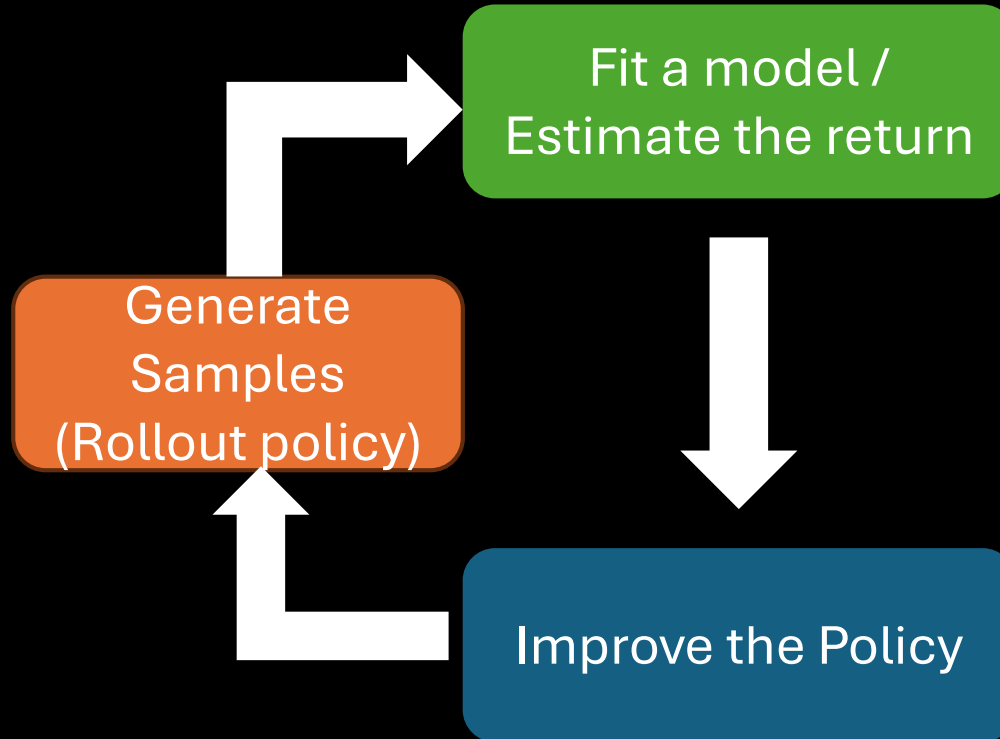 Fit a model /
Estimate the return
Generate
Samples
(Rollout policy)
Improve the Policy